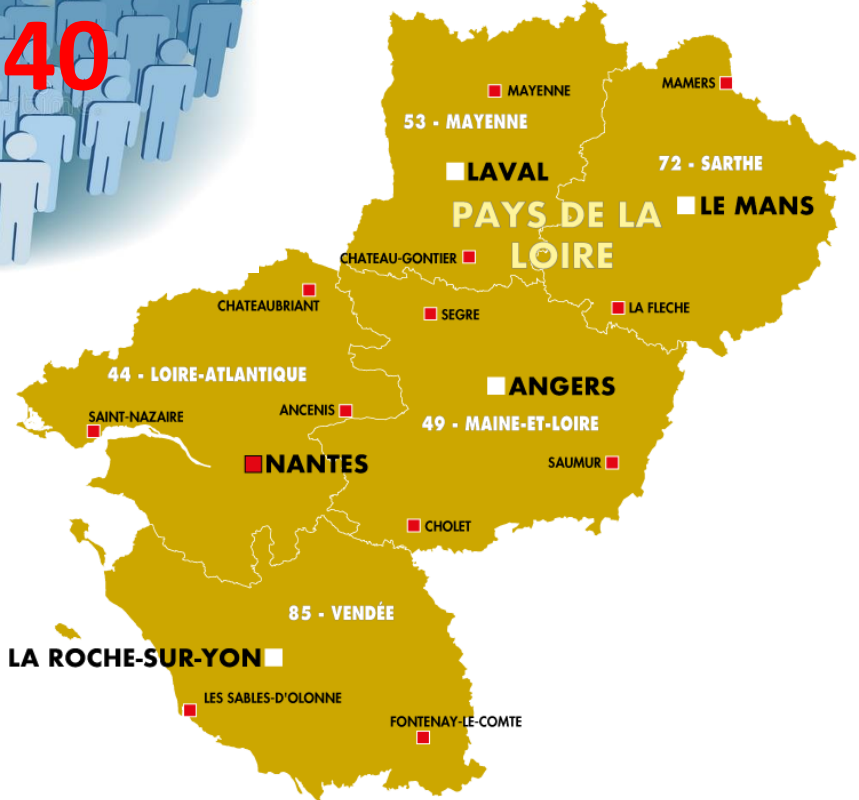 40
MAYENNE
MAMERS
53 - MAYENNE
72 - SARTHE
LAVAL
LE MANS
PAYS DE LA
LOIRE
CHATEAU-GONTIER
CHATEAUBRIANT
SEGRE
LA FLECHE
44 - LOIRE-ATLANTIQUE
ANGERS
SAINT-NAZAIRE
ANCENIS
49 - MAINE-ET-LOIRE
NANTES
SAUMUR
CHOLET
85 - VENDÉE
LA ROCHE-SUR-YON
LES SABLES-D'OLONNE
FONTENAY-LE-COMTE